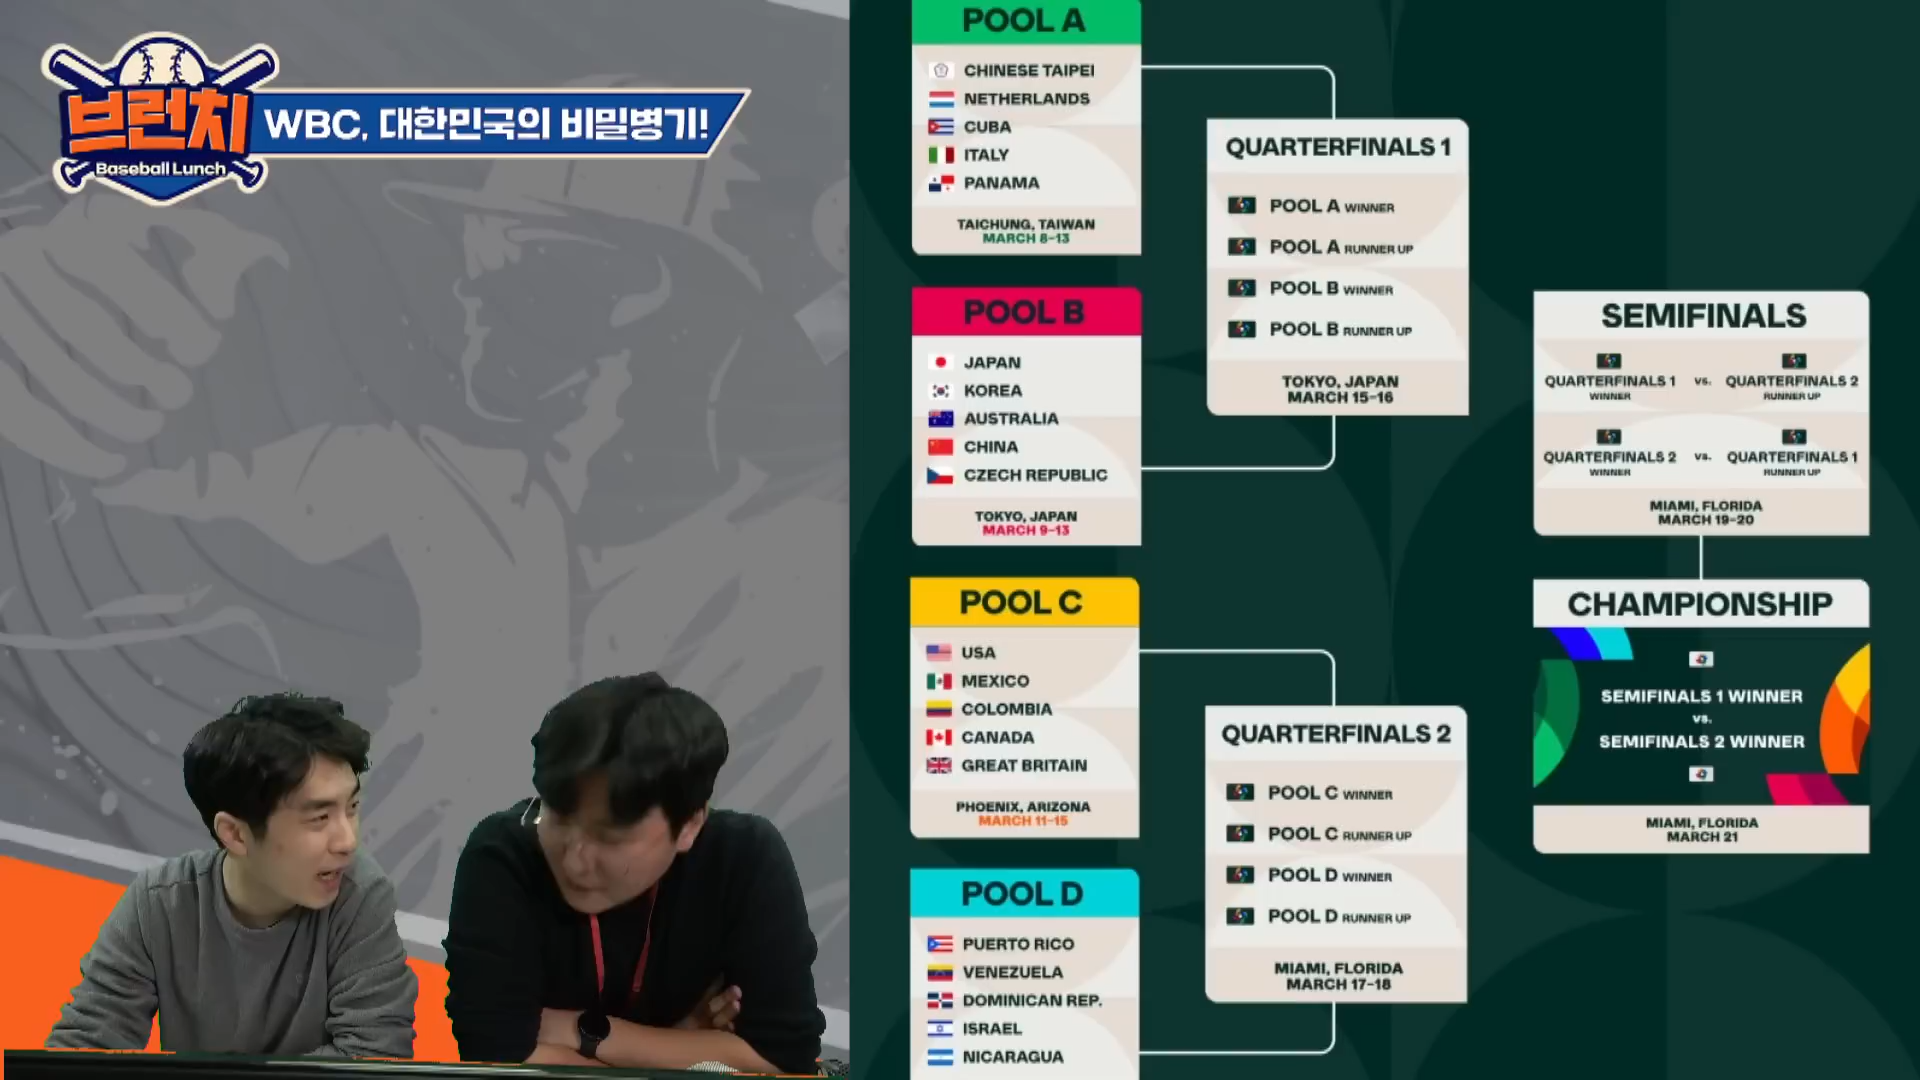 브런치
Baseball Lunch
WBC, 대한민국의 비밀병기!
POOL A
CHINESE TAIPEI
NETHERLANDS
CUBA
ITALY
PANAMA
TAICHUNG, TAIWAN
MARCH 8-13
POOL B
JAPAN
KOREA
AUSTRALIA
CHINA
CZECH REPUBLIC
TOKYO, JAPAN
MARCH 9-13
POOL C
USA
MEXICO
COLOMBIA
CANADA
GREAT BRITAIN
PHOENIX, ARIZONA
MARCH 11-15
POOL D
PUERTO RICO
VENEZUELA
DOMINICAN REP.
ISRAEL
NICARAGUA
QUARTERFINALS 1
POOL A WINNER
POOL A RUNNER UP
POOL B WINNER
POOL B RUNNER UP
TOKYO, JAPAN
MARCH 15-16
QUARTERFINALS 2
POOL C WINNER
POOL C RUNNER UP
POOL D WINNER
POOL D RUNNER UP
MIAMI, FLORIDA
MARCH 17-18
SEMIFINALS
QUARTERFINALS 1 vs. QUARTERFINALS 2
WINNER RUNNER UP
QUARTERFINALS 2 vs. QUARTERFINALS 1
WINNER RUNNER UP
MIAMI, FLORIDA
MARCH 19-20
CHAMPIONSHIP
SEMIFINALS 1 WINNER
vs.
SEMIFINALS 2 WINNER
MIAMI, FLORIDA
MARCH 21